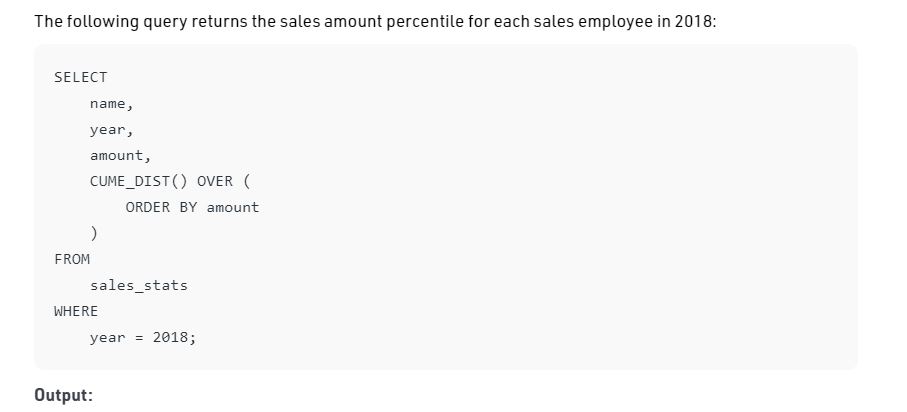 The following query returns the sales amount percentile for each sales employee in 2018:
SELECT
name,
year,
amount,
CUME_DIST() OVER (
ORDER BY amount
)
FROM
sales_stats
WHERE
year = 2018;
Output: